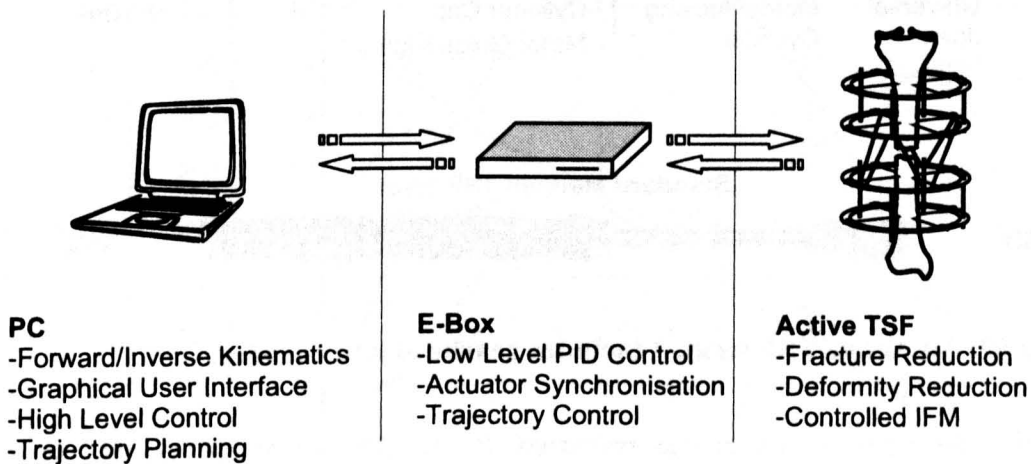 PC
-Forward/Inverse Kinematics
-Graphical User Interface
-High Level Control
-Trajectory Planning
E-Box
-Low-Level PID Control
-Actuator Synchronisation
-Trajectory Control
Active TSF
-Fracture Reduction
-Deformity Reduction
-Controlled IFM